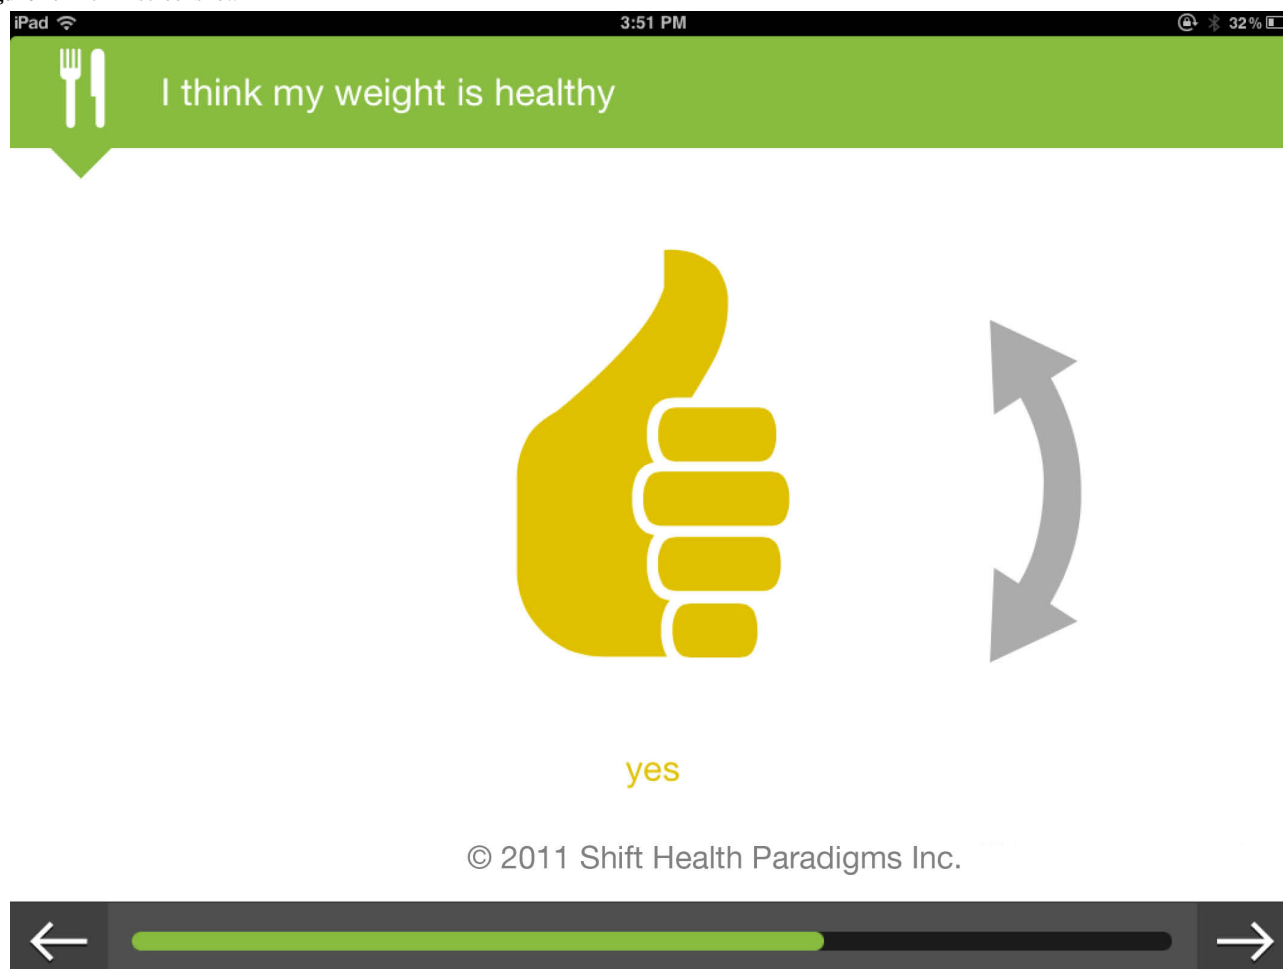 iPad
3:51 PM
32%
I think my weight is healthy
yes
© 2011 Shift Health Paradigms Inc.